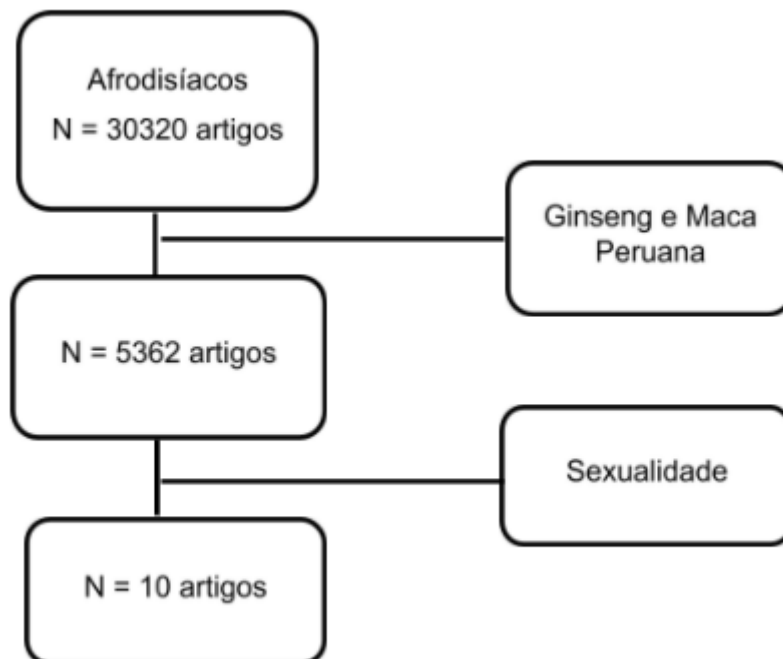 Afrodisíacos
N = 30320 artigos
Ginseng e Maca
Peruana
N = 5362 artigos
Sexualidade
N = 10 artigos